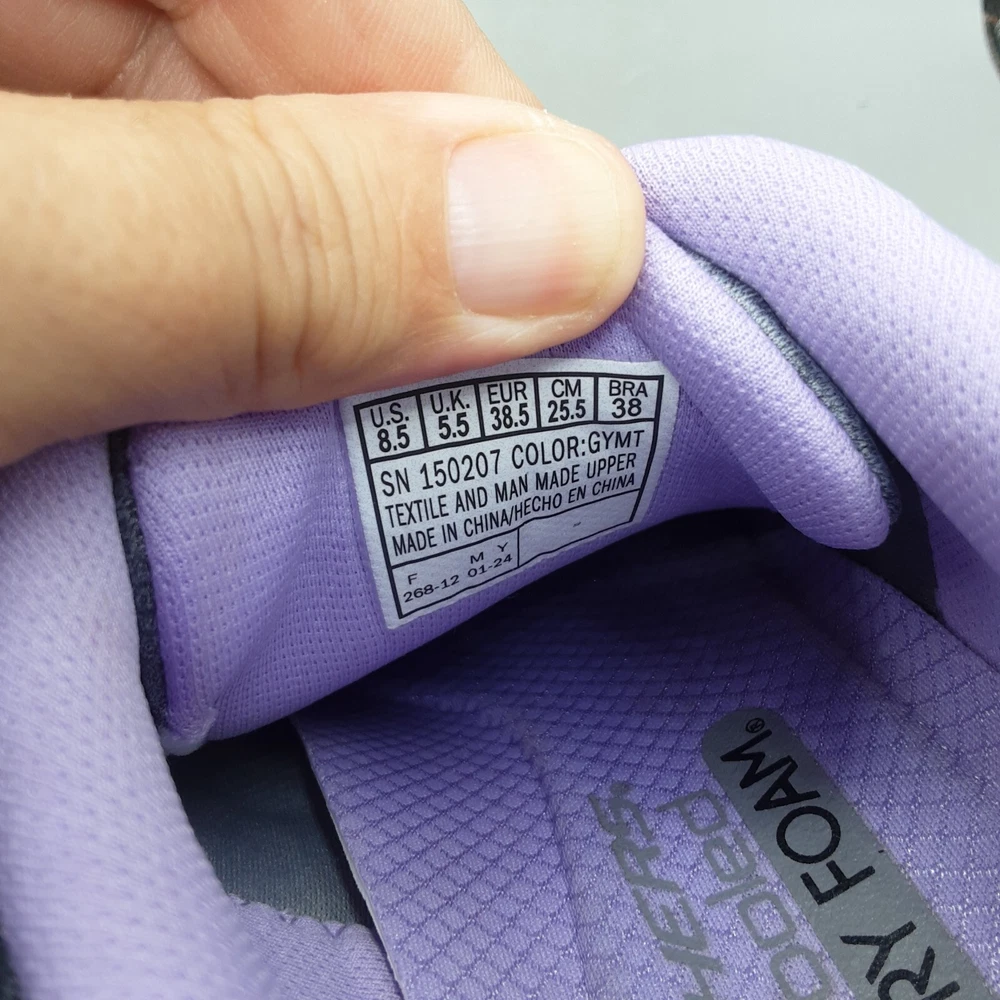 U.S. U.K. EUR CM BRA
8.5 5.5 38.5 25.5 38
SN 150207 COLOR:GYMT
TEXTILE AND MAN MADE UPPER
MADE IN CHINA/HECHO EN CHINA
F M Y
268-12 01-24
FOAM®